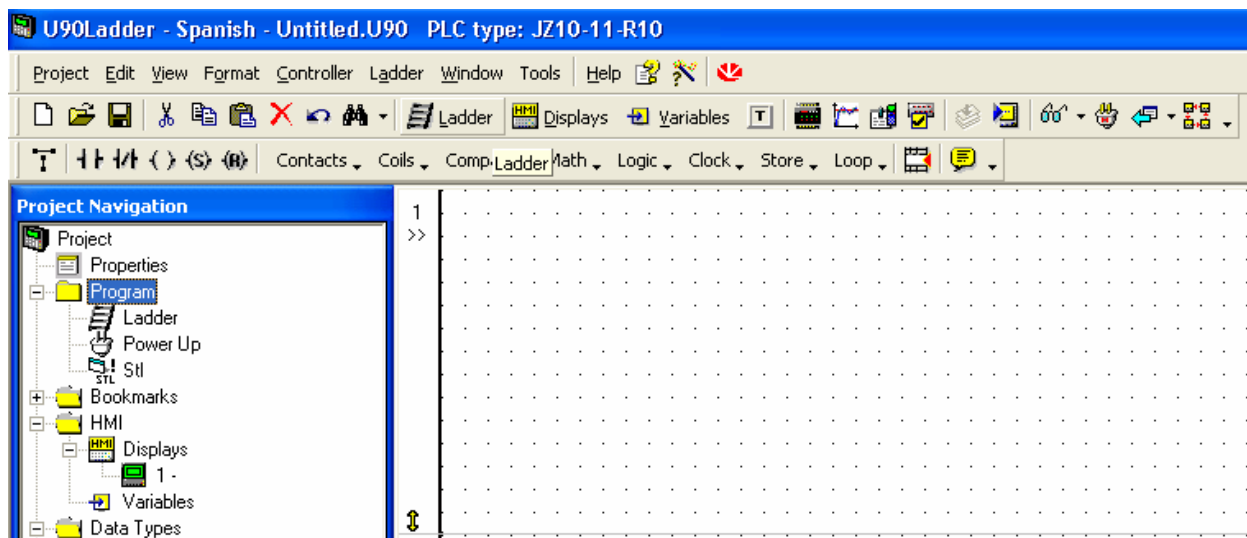 U90Ladder - Spanish - Untitled.U90 PLC type: JZ10-11-R10
Project Edit View Format Controller Ladder Window Tools Help
Ladder Displays Variables T
T (S) (R) Contacts Coils Comp Ladder Math Logic Clock Store Loop
Project Navigation
Project
Properties
Program
Ladder
Power Up
STL Stl
Bookmarks
HMI
HMI Displays
1 -
Variables
Data Types
1
>>